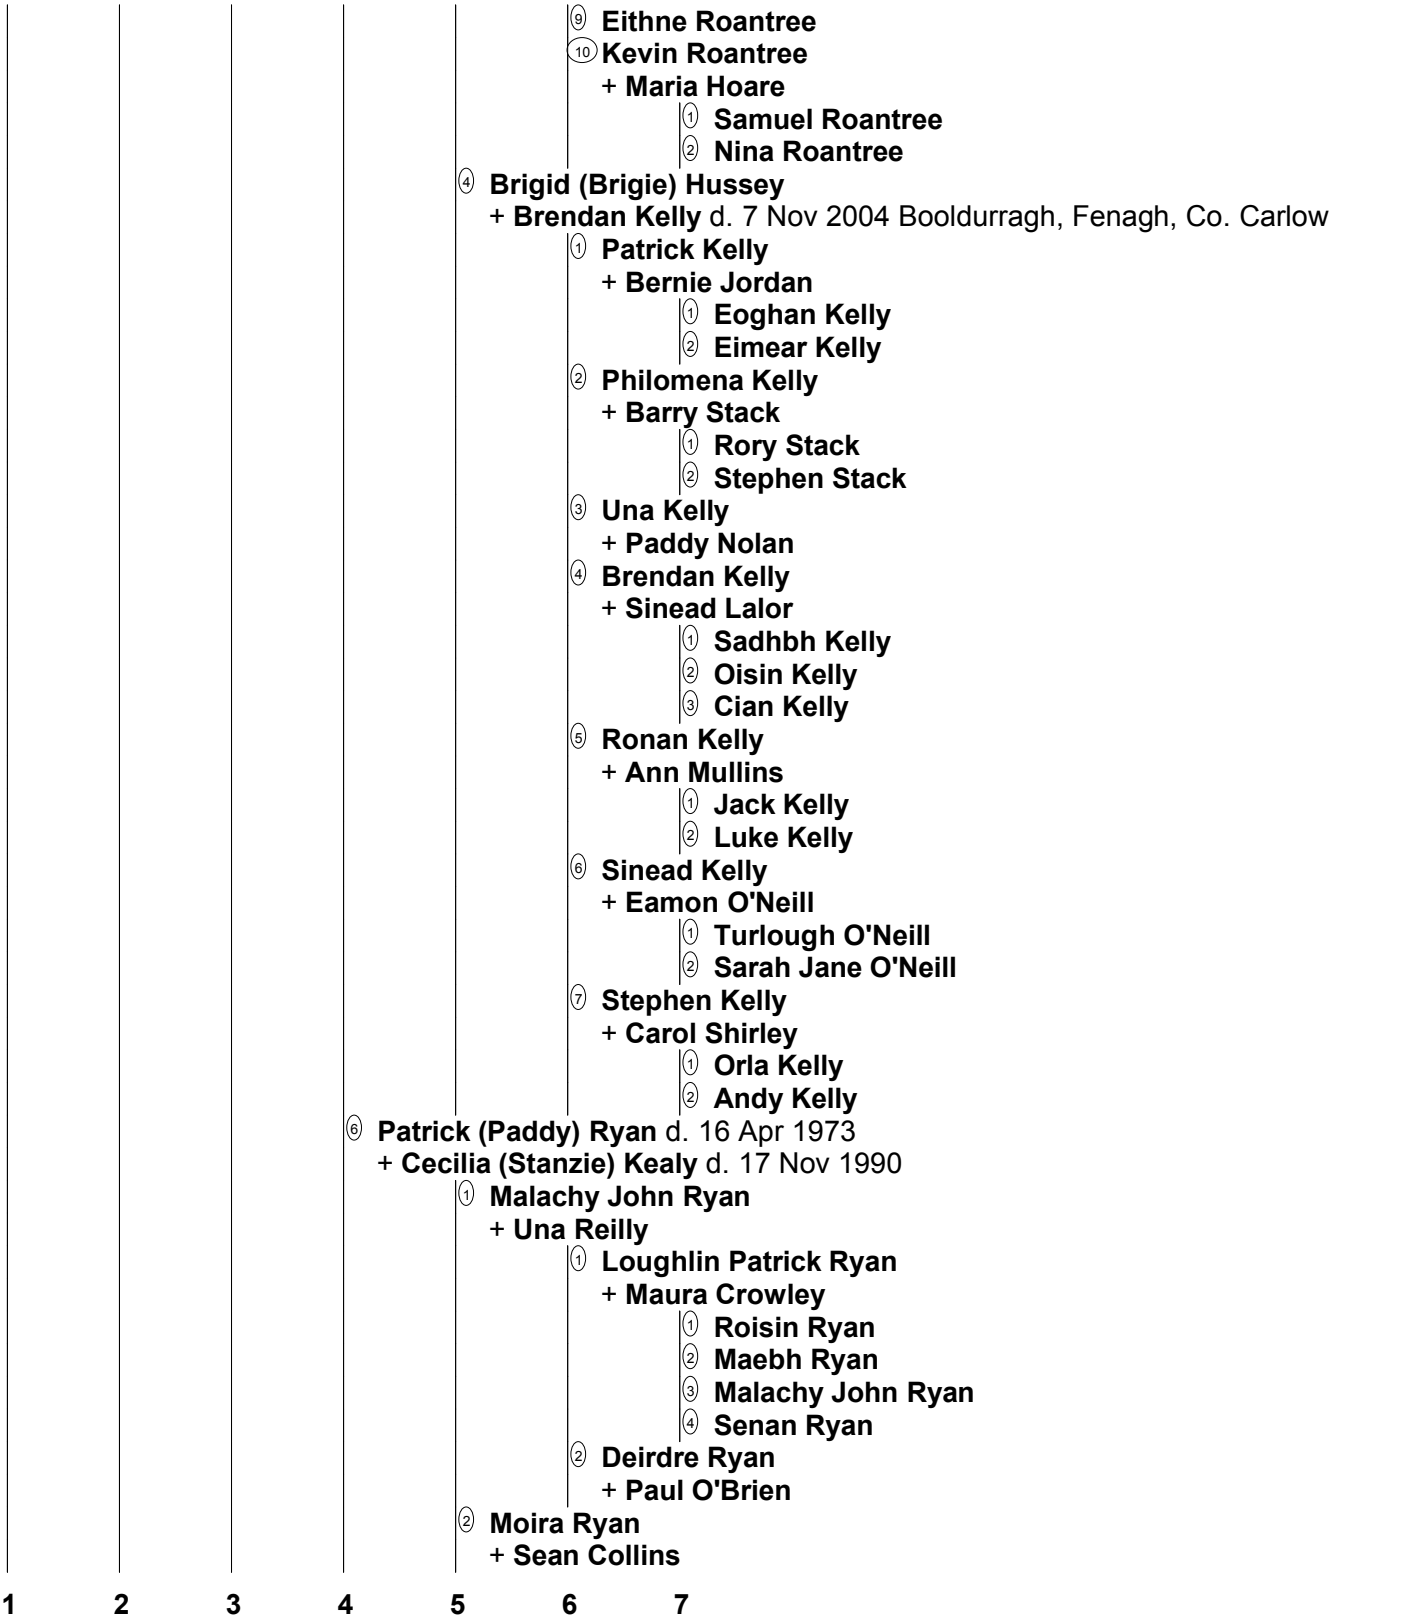 ⑨ Eithne Roantree
⑩ Kevin Roantree
+ Maria Hoare
① Samuel Roantree
② Nina Roantree
④ Brigid (Brigie) Hussey
+ Brendan Kelly d. 7 Nov 2004 Booldurragh, Fenagh, Co. Carlow
① Patrick Kelly
+ Bernie Jordan
① Eoghan Kelly
② Eimear Kelly
② Philomena Kelly
+ Barry Stack
① Rory Stack
② Stephen Stack
③ Una Kelly
+ Paddy Nolan
④ Brendan Kelly
+ Sinead Lalor
① Sadhbh Kelly
② Oisin Kelly
③ Cian Kelly
⑤ Ronan Kelly
+ Ann Mullins
① Jack Kelly
② Luke Kelly
⑥ Sinead Kelly
+ Eamon O'Neill
① Turlough O'Neill
② Sarah Jane O'Neill
⑦ Stephen Kelly
+ Carol Shirley
① Orla Kelly
② Andy Kelly
⑥ Patrick (Paddy) Ryan d. 16 Apr 1973
+ Cecilia (Stanzie) Kealy d. 17 Nov 1990
① Malachy John Ryan
+ Una Reilly
① Loughlin Patrick Ryan
+ Maura Crowley
① Roisin Ryan
② Maebh Ryan
③ Malachy John Ryan
④ Senan Ryan
② Deirdre Ryan
+ Paul O'Brien
② Moira Ryan
+ Sean Collins
1 2 3 4 5 6 7